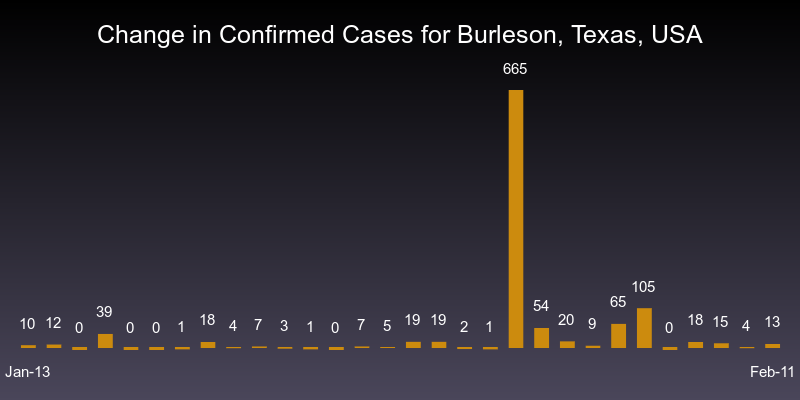 Change in Confirmed Cases for Burleson, Texas, USA
665
10 12 0 39 0 0 1 18 4 7 3 1 0 7 5 19 19 2 1 54 20 9 65 105 0 18 15 4 13
Jan-13 Feb-11